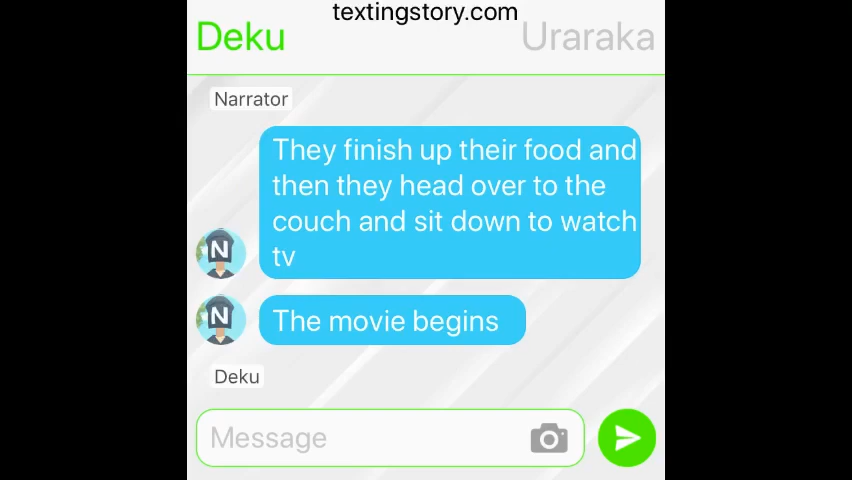 textingstory.com
Deku Uraraka
Narrator
They finish up their food and
then they head over to the
couch and sit down to watch
tv
N
The movie begins
N
Deku
Message